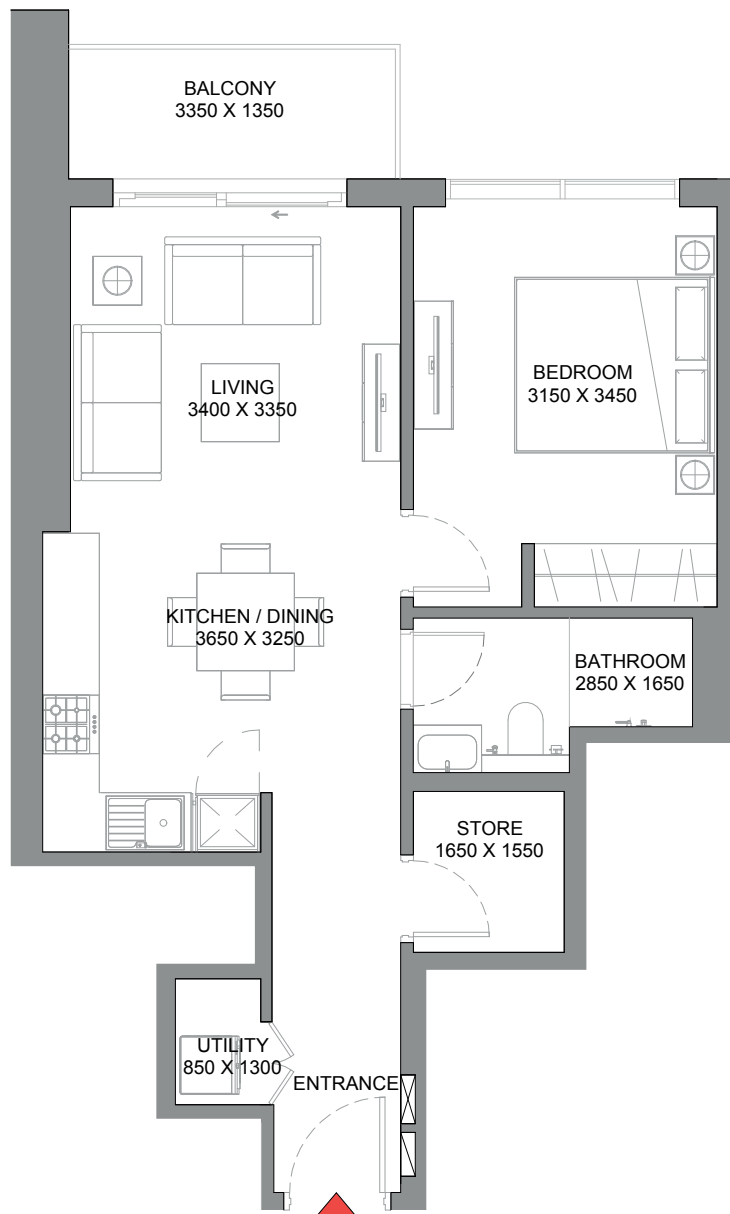 BALCONY
3350 X 1350
LIVING
3400 X 3350
BEDROOM
3150 X 3450
KITCHEN / DINING
3650 X 3250
BATHROOM
2850 X 1650
STORE
1650 X 1550
UTILITY
850 X 1300
ENTRANCE